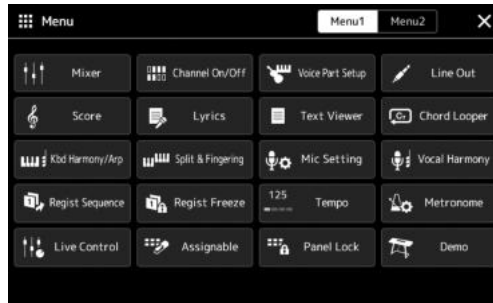 Menu Menu1 Menu2
Mixer Channel On/Off Voice Part Setup Line Out
Score Lyrics Text Viewer Chord Looper
Kbd Harmony/Arp Split & Fingering Mic Setting Vocal Harmony
Regist Sequence Regist Freeze 125 Tempo Metronome
Live Control Assignable Panel Lock Demo